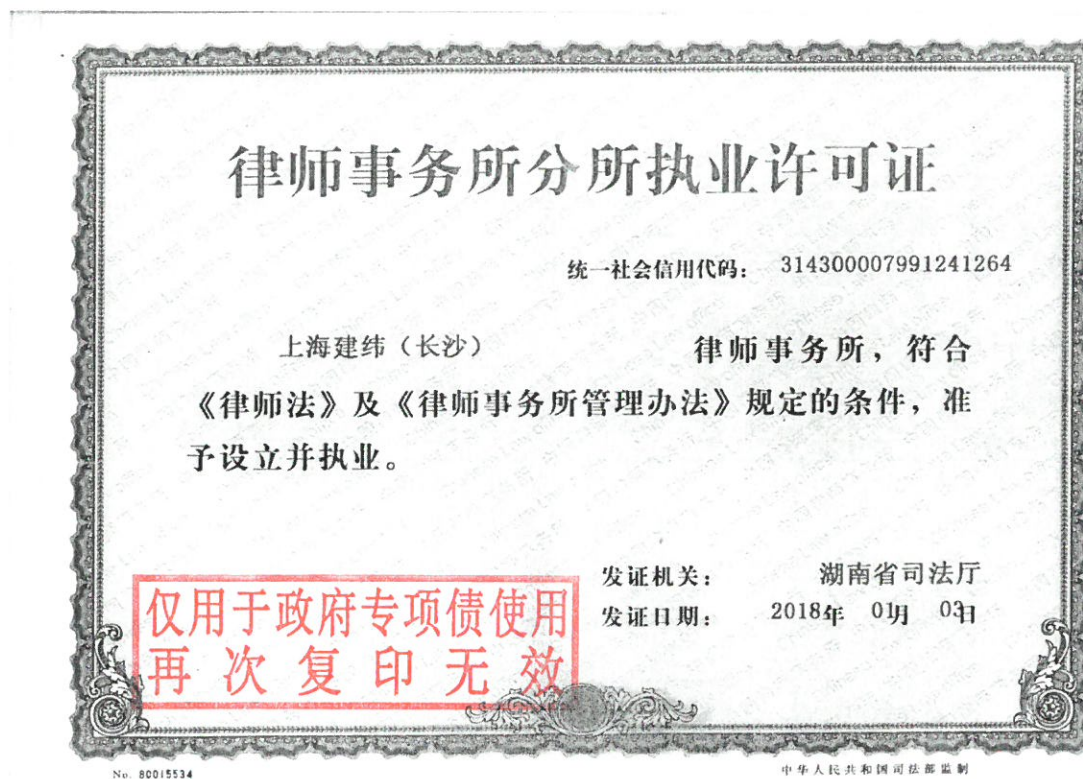 律师事务所分所执业许可证
统一社会信用代码： 314300007991241264
上海建纬（长沙） 律师事务所，符合
《律师法》及《律师事务所管理办法》规定的条件，准
予设立并执业。
发证机关： 湖南省司法厅
发证日期： 2018年 01月 03日
仅用于政府专项债使用
再次复印无效
No. 80015534
中华人民共和国司法部监制